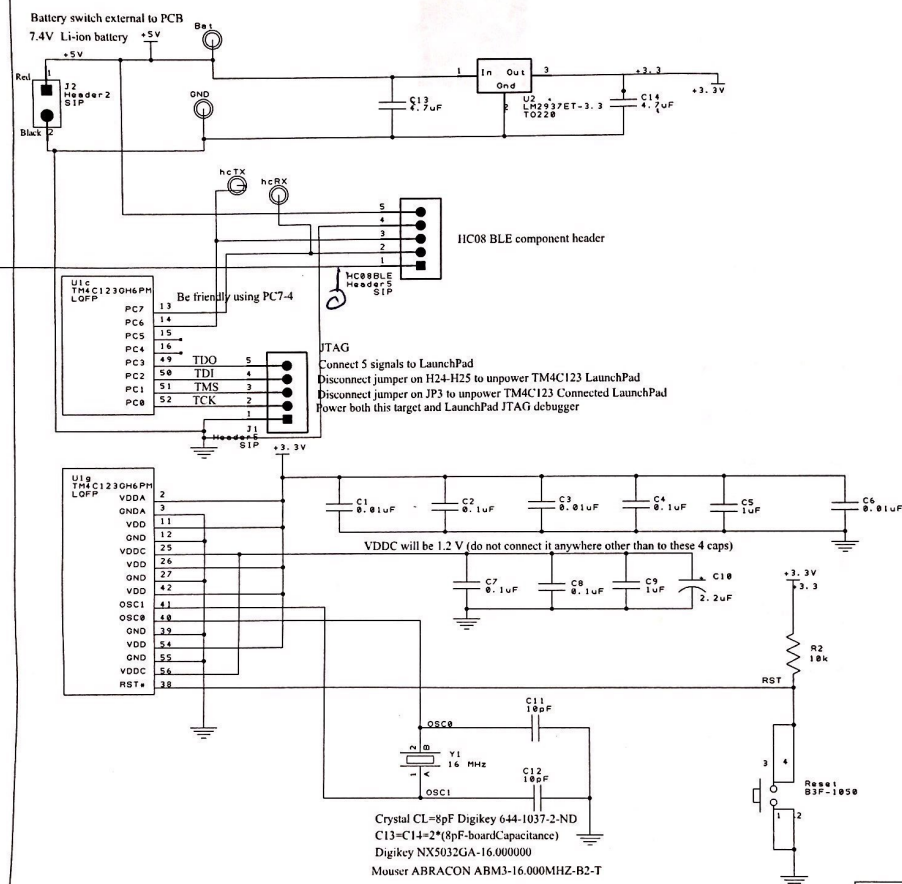 Battery switch external to PCB
7.4V Li-ion battery
+5V
Bat
+5V
Red
1
J2
Header2
SIP
Black
2
GND
C13
4.7uF
1
In Out
Gnd
3
2
U2
LM2937ET-3.3
TO220
+3.3
+3.3V
C14
4.7uF
hcTX
hcRX
5
4
3
2
1
HC08BLE
Header5
SIP
HC08 BLE component header
U1c
TM4C123GH6PM
LQFP
Be friendly using PC7-4
PC7 13
PC6 14
PC5 15
PC4 16
PC3 49 TDO 5
PC2 50 TDI 4
PC1 51 TMS 3
PC0 52 TCK 2
1
J1
Header5
SIP
JTAG
Connect 5 signals to LaunchPad
Disconnect jumper on H24-H25 to unpower TM4C123 LaunchPad
Disconnect jumper on JP3 to unpower TM4C123 Connected LaunchPad
Power both this target and LaunchPad JTAG debugger
+3.3V
U1g
TM4C123GH6PM
LQFP
VDDA 2
GNDA 3
VDD 11
GND 12
VDDC 25
VDD 26
GND 27
VDD 42
OSC1 41
OSC0 40
GND 39
VDD 54
GND 55
VDDC 56
RST* 38
C1
0.01uF
C2
0.1uF
C3
0.01uF
C4
0.1uF
C5
1uF
C6
0.01uF
VDDC will be 1.2 V (do not connect it anywhere other than to these 4 caps)
C7
0.1uF
C8
0.1uF
C9
1uF
C10
2.2uF
+3.3V
+3.3
R2
10k
RST
C11
10pF
OSC0
2 B
Y1
16 MHz
1 A
OSC1
C12
10pF
3 4
Reset
B3F-1050
1 2
Crystal CL=8pF Digikey 644-1037-2-ND
C13=C14=2*(8pF-boardCapacitance)
Digikey NX5032GA-16.000000
Mouser ABRACON ABM3-16.000MHZ-B2-T